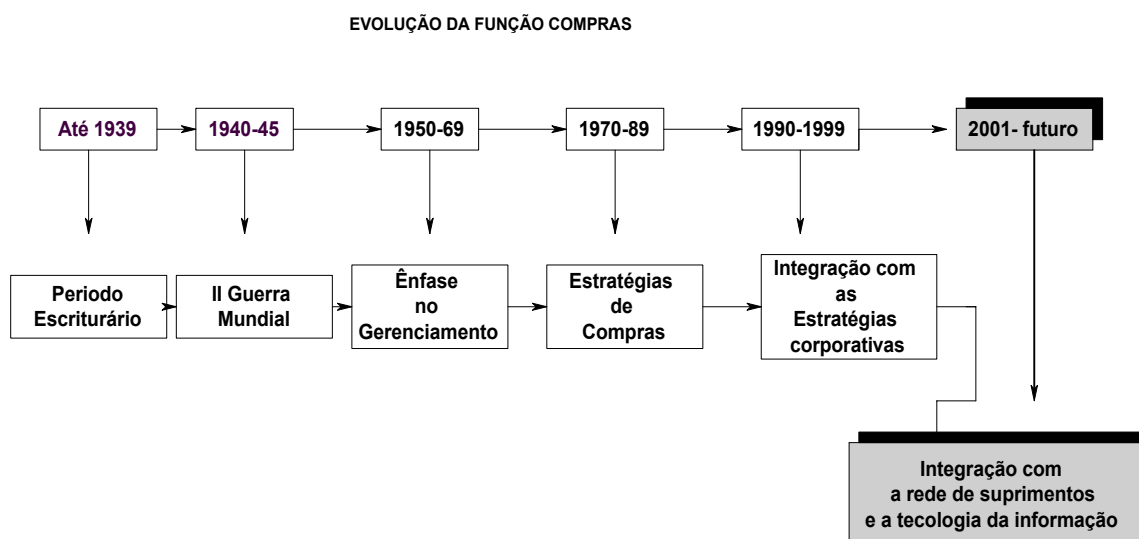 EVOLUÇÃO DA FUNÇÃO COMPRAS
Até 1939
1940-45
1950-69
1970-89
1990-1999
2001- futuro
Periodo
Escriturário
II Guerra
Mundial
Ênfase
no
Gerenciamento
Estratégias
de
Compras
Integração com
as
Estratégias
corporativas
Integração com
a rede de suprimentos
e a tecologia da informação